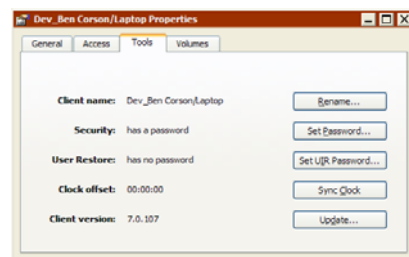 Dev_Ben Corson/Laptop Properties
General Access Tools Volumes
Client name: Dev_Ben Corson/Laptop Rename...
Security: has a password Set Password...
User Restore: has no password Set UIR Password...
Clock offset: 00:00:00 Sync Clock
Client version: 7.0.107 Update...